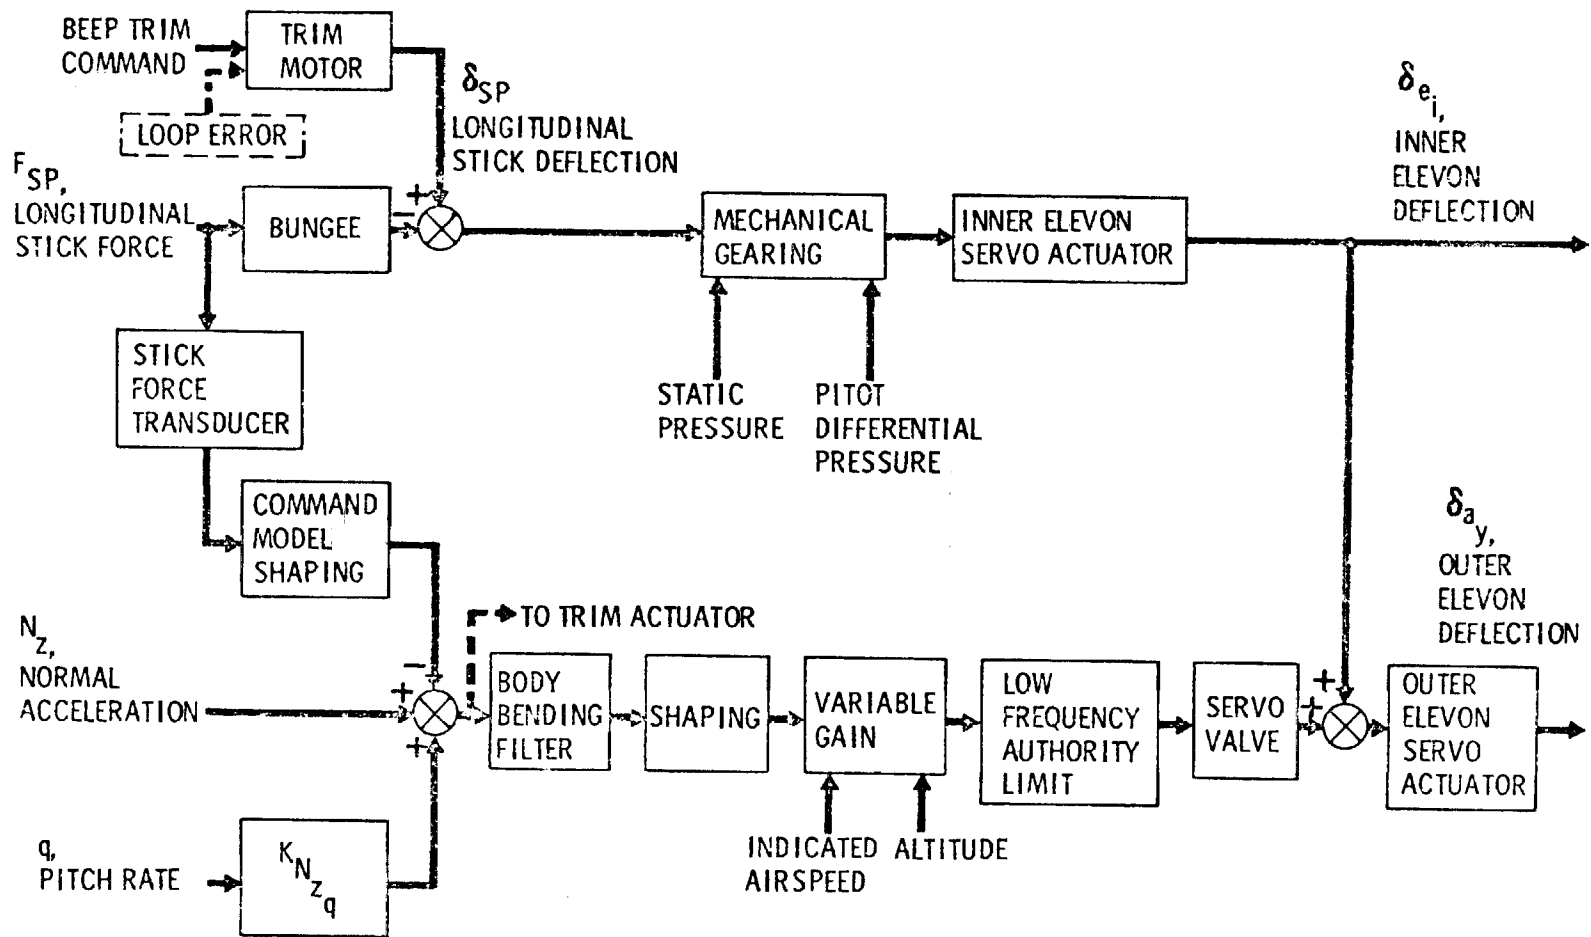 BEEP TRIM
COMMAND
TRIM
MOTOR
LOOP ERROR
δSP
LONGITUDINAL
STICK DEFLECTION
δei,
INNER
ELEVON
DEFLECTION
FSP,
LONGITUDINAL
STICK FORCE
BUNGEE
+
−
MECHANICAL
GEARING
INNER ELEVON
SERVO ACTUATOR
STICK
FORCE
TRANSDUCER
STATIC
PRESSURE
PITOT
DIFFERENTIAL
PRESSURE
COMMAND
MODEL
SHAPING
δay,
OUTER
ELEVON
DEFLECTION
TO TRIM ACTUATOR
Nz,
NORMAL
ACCELERATION
−
+
+
BODY
BENDING
FILTER
SHAPING
VARIABLE
GAIN
LOW
FREQUENCY
AUTHORITY
LIMIT
SERVO
VALVE
+
+
OUTER
ELEVON
SERVO
ACTUATOR
INDICATED
AIRSPEED
ALTITUDE
q,
PITCH RATE
KNzq